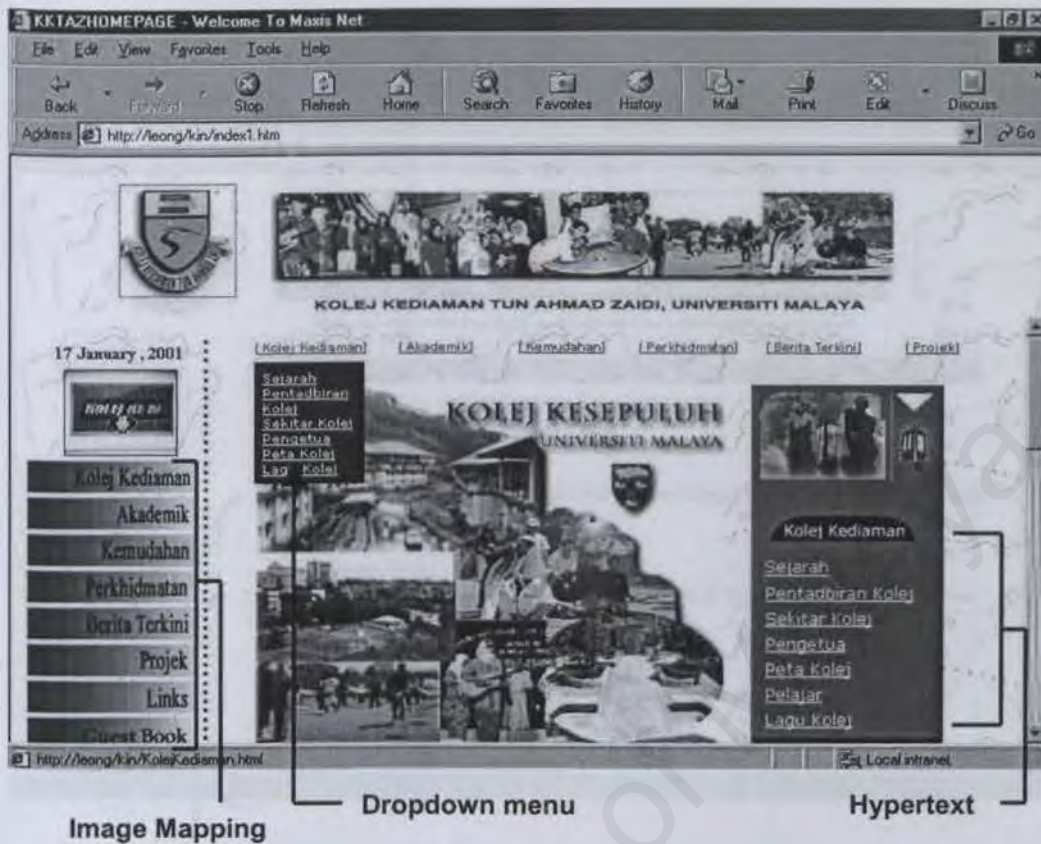 KKTAZHOMEPAGE - Welcome To Maxis Net
File Edit View Favorites Tools Help
Back Forward Stop Refresh Home Search Favorites History Mail Print Edit Discuss
Address http://leong/kin/index1.htm Go
KOLEJ KEDIAMAN TUN AHMAD ZAIDI, UNIVERSITI MALAYA
17 January , 2001
[Kolej Kediaman] [Akademik] [Kemudahan] [Perkhidmatan] [Berita Terkini] [Projek]
Sejarah
Pentadbiran
Kolej
Sekitar Kolej
Pengetua
Peta Kolej
Lag Kolej
KOLEJ KESEPULUH
UNIVERSITI MALAYA
Kolej Kediaman
Akademik
Kemudahan
Perkhidmatan
Berita Terkini
Projek
Links
Guest Book
Kolej Kediaman
Sejarah
Pentadbiran Kolej
Sekitar Kolej
Pengetua
Peta Kolej
Pelajar
Lagu Kolej
http://leong/kin/KolejKediaman.html
Local intranet
Image Mapping
Dropdown menu
Hypertext